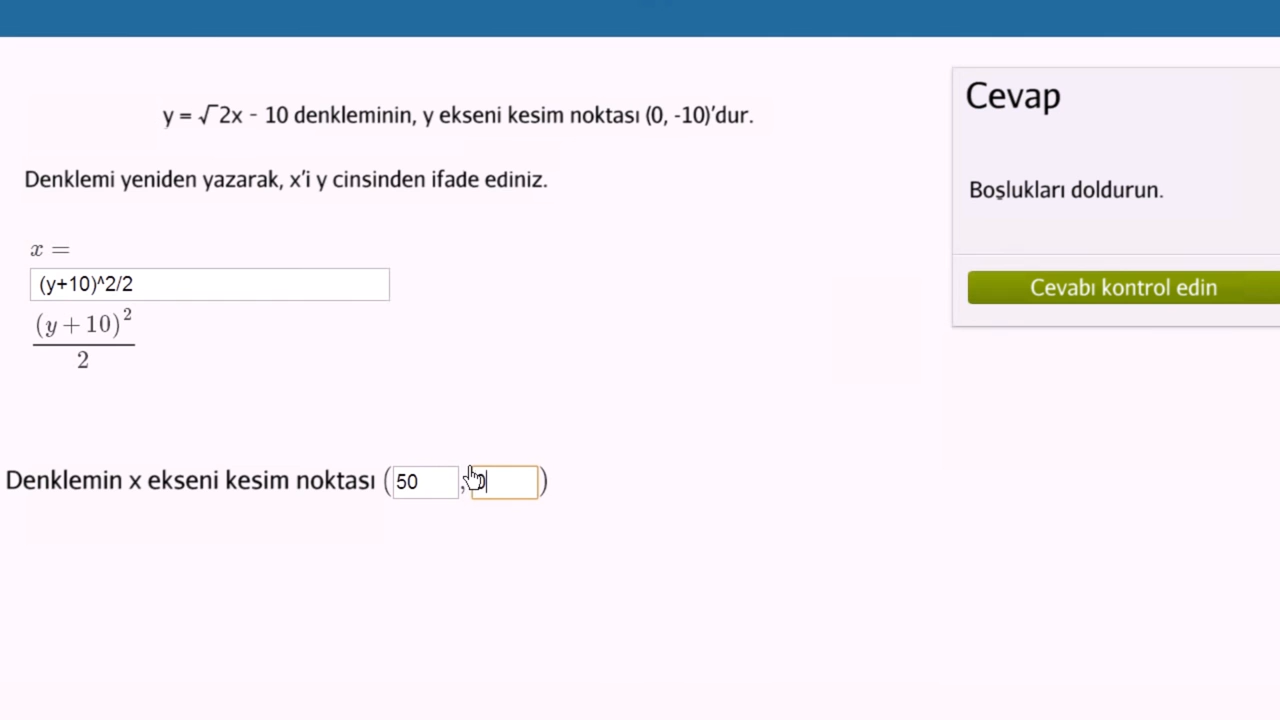 y = √2x - 10 denkleminin, y ekseni kesim noktası (0, -10)'dur.
Denklemi yeniden yazarak, x'i y cinsinden ifade ediniz.
x =
(y+10)^2/2
(y + 10)²
2
Denklemin x ekseni kesim noktası (50, 0)
Cevap
Boşlukları doldurun.
Cevabı kontrol edin